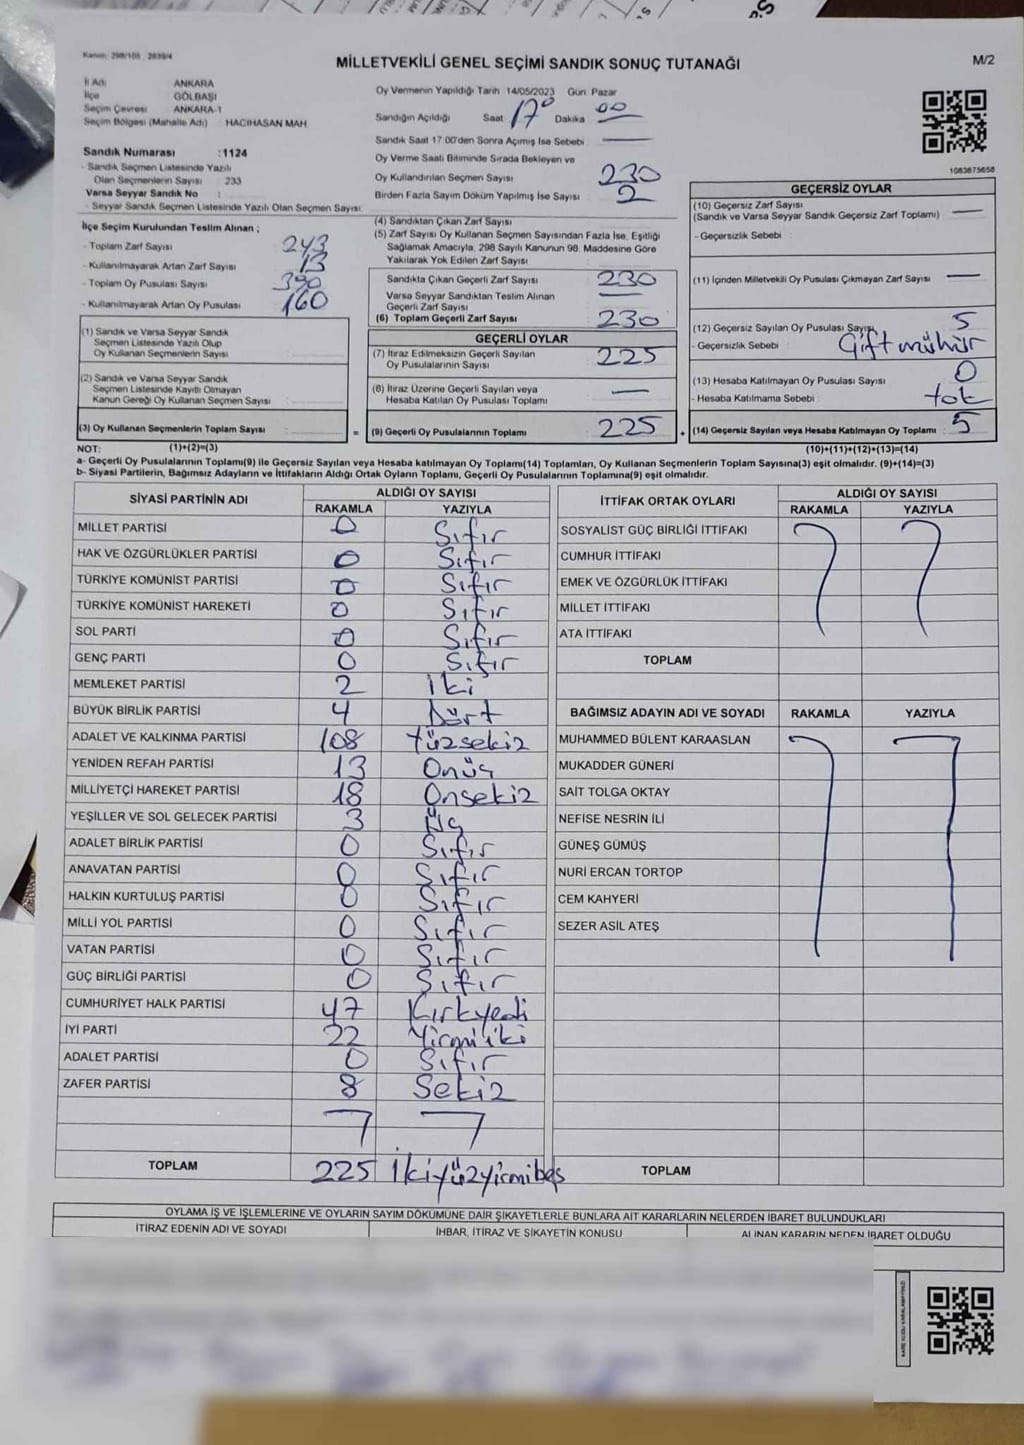 Kanun: 298/105 , 2839/4
MİLLETVEKİLİ GENEL SEÇİMİ SANDIK SONUÇ TUTANAĞI
M/2
İl Adı ANKARA
İlçe GÖLBAŞI
Seçim Çevresi ANKARA-1
Seçim Bölgesi (Mahalle Adı) : HACIHASAN MAH.
Oy Vermenin Yapıldığı Tarih 14/05/2023 Gün: Pazar
Sandığın Açıldığı Saat 17⁰ Dakika 00
Sandık Saat 17:00'den Sonra Açımış İse Sebebi
Oy Verme Saati Bitiminde Sırada Bekleyen ve
Oy Kullandırılan Seçmen Sayısı 230
Birden Fazla Sayım Döküm Yapılmış İse Sayısı 2
1083675658
Sandık Numarası :1124
- Sandık Seçmen Listesinde Yazılı
Olan Seçmenlerin Sayısı : 233
Varsa Seyyar Sandık No :
- Seyyar Sandık Seçmen Listesinde Yazılı Olan Seçmen Sayısı:
İlçe Seçim Kurulundan Teslim Alınan ;
- Toplam Zarf Sayısı 243
- Kullanılmayarak Artan Zarf Sayısı 13
- Toplam Oy Pusulası Sayısı 390
- Kullanılmayarak Artan Oy Pusulası 160
(1) Sandık ve Varsa Seyyar Sandık
Seçmen Listesinde Yazılı Olup
Oy Kullanan Seçmenlerin Sayısı
(2) Sandık ve Varsa Seyyar Sandık
Seçmen Listesinde Kayıtlı Olmayan
Kanun Gereği Oy Kullanan Seçmen Sayısı
(3) Oy Kullanan Seçmenlerin Toplam Sayısı
(4) Sandıktan Çıkan Zarf Sayısı
(5) Zarf Sayısı Oy Kullanan Seçmen Sayısından Fazla İse, Eşitliği
Sağlamak Amacıyla, 298 Sayılı Kanunun 98. Maddesine Göre
Yakılarak Yok Edilen Zarf Sayısı
Sandıkta Çıkan Geçerli Zarf Sayısı 230
Varsa Seyyar Sandıktan Teslim Alınan
Geçerli Zarf Sayısı
(6) Toplam Geçerli Zarf Sayısı 230
GEÇERLİ OYLAR
(7) İtiraz Edilmeksizin Geçerli Sayılan
Oy Pusulalarının Sayısı 225
(8) İtiraz Üzerine Geçerli Sayılan veya
Hesaba Katılan Oy Pusulası Toplamı
= (9) Geçerli Oy Pusulalarının Toplamı 225
GEÇERSİZ OYLAR
(10) Geçersiz Zarf Sayısı
(Sandık ve Varsa Seyyar Sandık Geçersiz Zarf Toplamı)
- Geçersizlik Sebebi :
(11) İçinden Milletvekili Oy Pusulası Çıkmayan Zarf Sayısı
(12) Geçersiz Sayılan Oy Pusulası Sayısı 5
- Geçersizlik Sebebi : Çift mühür
(13) Hesaba Katılmayan Oy Pusulası Sayısı 0
- Hesaba Katılmama Sebebi : Yok
+ (14) Geçersiz Sayılan veya Hesaba Katılmayan Oy Toplamı 5
NOT: (1)+(2)=(3) (10)+(11)+(12)+(13)=(14)
a- Geçerli Oy Pusulalarının Toplamı(9) ile Geçersiz Sayılan veya Hesaba katılmayan Oy Toplamı(14) Toplamları, Oy Kullanan Seçmenlerin Toplam Sayısına(3) eşit olmalıdır. (9)+(14)=(3)
b- Siyasi Partilerin, Bağımsız Adayların ve İttifakların Aldığı Ortak Oyların Toplamı, Geçerli Oy Pusulalarının Toplamına(9) eşit olmalıdır.
SİYASİ PARTİNİN ADI ALDIĞI OY SAYISI
RAKAMLA YAZIYLA
MİLLET PARTİSİ 0 Sıfır
HAK VE ÖZGÜRLÜKLER PARTİSİ 0 Sıfır
TÜRKİYE KOMÜNİST PARTİSİ 0 Sıfır
TÜRKİYE KOMÜNİST HAREKETİ 0 Sıfır
SOL PARTİ 0 Sıfır
GENÇ PARTİ 0 Sıfır
MEMLEKET PARTİSİ 2 İki
BÜYÜK BİRLİK PARTİSİ 4 Dört
ADALET VE KALKINMA PARTİSİ 108 Yüzsekiz
YENİDEN REFAH PARTİSİ 13 Onüç
MİLLİYETÇİ HAREKET PARTİSİ 18 Onsekiz
YEŞİLLER VE SOL GELECEK PARTİSİ 3 Üç
ADALET BİRLİK PARTİSİ 0 Sıfır
ANAVATAN PARTİSİ 0 Sıfır
HALKIN KURTULUŞ PARTİSİ 0 Sıfır
MİLLİ YOL PARTİSİ 0 Sıfır
VATAN PARTİSİ 0 Sıfır
GÜÇ BİRLİĞİ PARTİSİ 0 Sıfır
CUMHURİYET HALK PARTİSİ 47 Kırkyedi
İYİ PARTİ 22 Yirmiiki
ADALET PARTİSİ 0 Sıfır
ZAFER PARTİSİ 8 Sekiz
TOPLAM 225 İkiyüzyirmibeş
İTTİFAK ORTAK OYLARI ALDIĞI OY SAYISI
RAKAMLA YAZIYLA
SOSYALİST GÜÇ BİRLİĞİ İTTİFAKI
CUMHUR İTTİFAKI
EMEK VE ÖZGÜRLÜK İTTİFAKI
MİLLET İTTİFAKI
ATA İTTİFAKI
TOPLAM
BAĞIMSIZ ADAYIN ADI VE SOYADI RAKAMLA YAZIYLA
MUHAMMED BÜLENT KARAASLAN
MUKADDER GÜNERİ
SAİT TOLGA OKTAY
NEFİSE NESRİN İLİ
GÜNEŞ GÜMÜŞ
NURİ ERCAN TORTOP
CEM KAHYERİ
SEZER ASİL ATEŞ
TOPLAM
OYLAMA İŞ VE İŞLEMLERİNE VE OYLARIN SAYIM DÖKÜMÜNE DAİR ŞİKAYETLERLE BUNLARA AİT KARARLARIN NELERDEN İBARET BULUNDUKLARI
İTİRAZ EDENİN ADI VE SOYADI İHBAR, İTİRAZ VE ŞİKAYETİN KONUSU ALINAN KARARIN NEDEN İBARET OLDUĞU